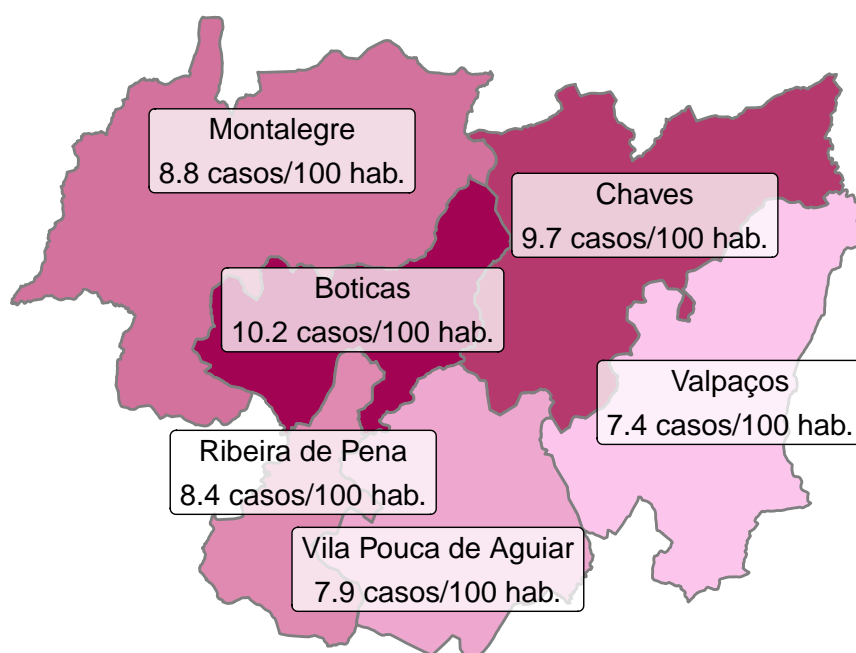 Montalegre
8.8 casos/100 hab.
Chaves
9.7 casos/100 hab.
Boticas
10.2 casos/100 hab.
Valpaços
7.4 casos/100 hab.
Ribeira de Pena
8.4 casos/100 hab.
Vila Pouca de Aguiar
7.9 casos/100 hab.